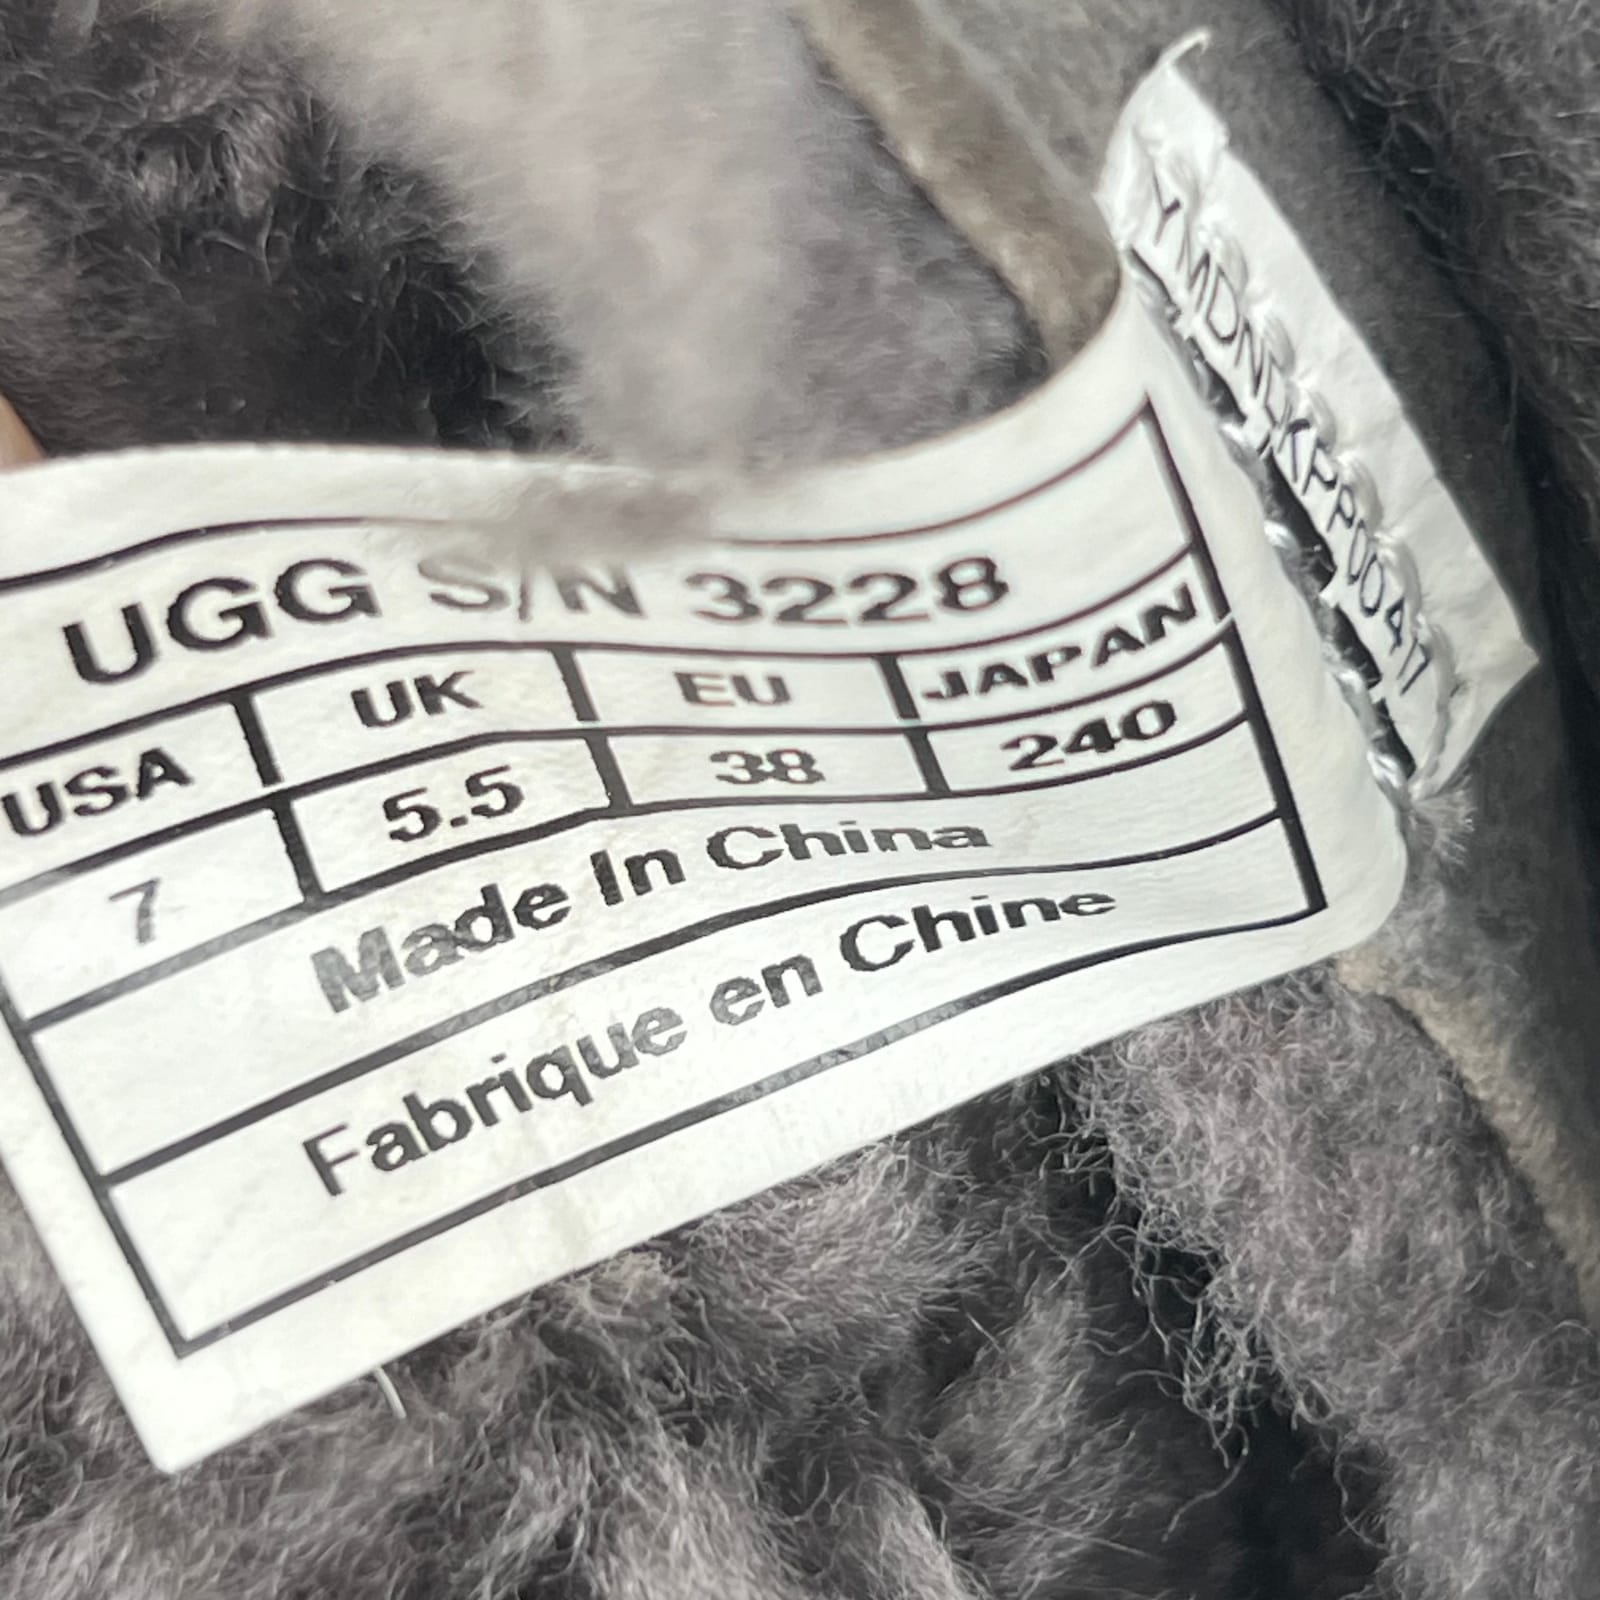 UGG S/N 3228
USA UK EU JAPAN
7 5.5 38 240
Made In China
Fabrique en Chine